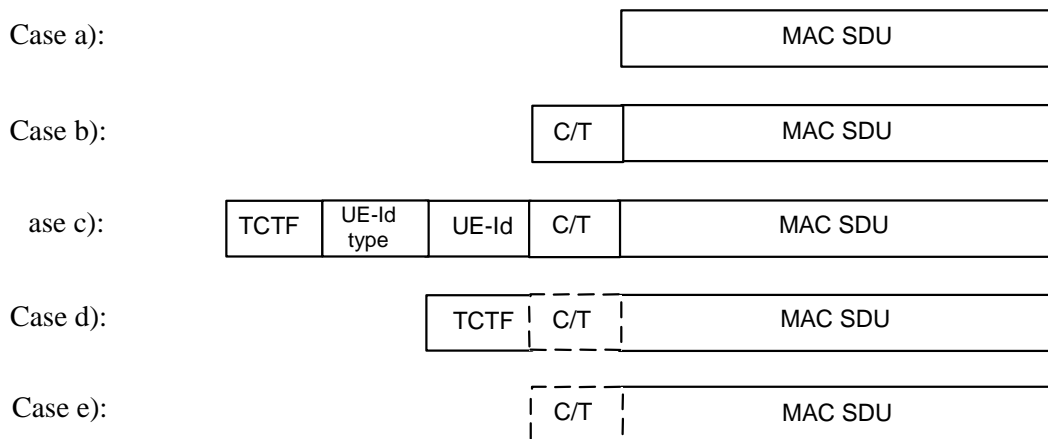 Case a): MAC SDU
Case b): C/T MAC SDU
ase c): TCTF UE-Id type UE-Id C/T MAC SDU
Case d): TCTF C/T MAC SDU
Case e): C/T MAC SDU